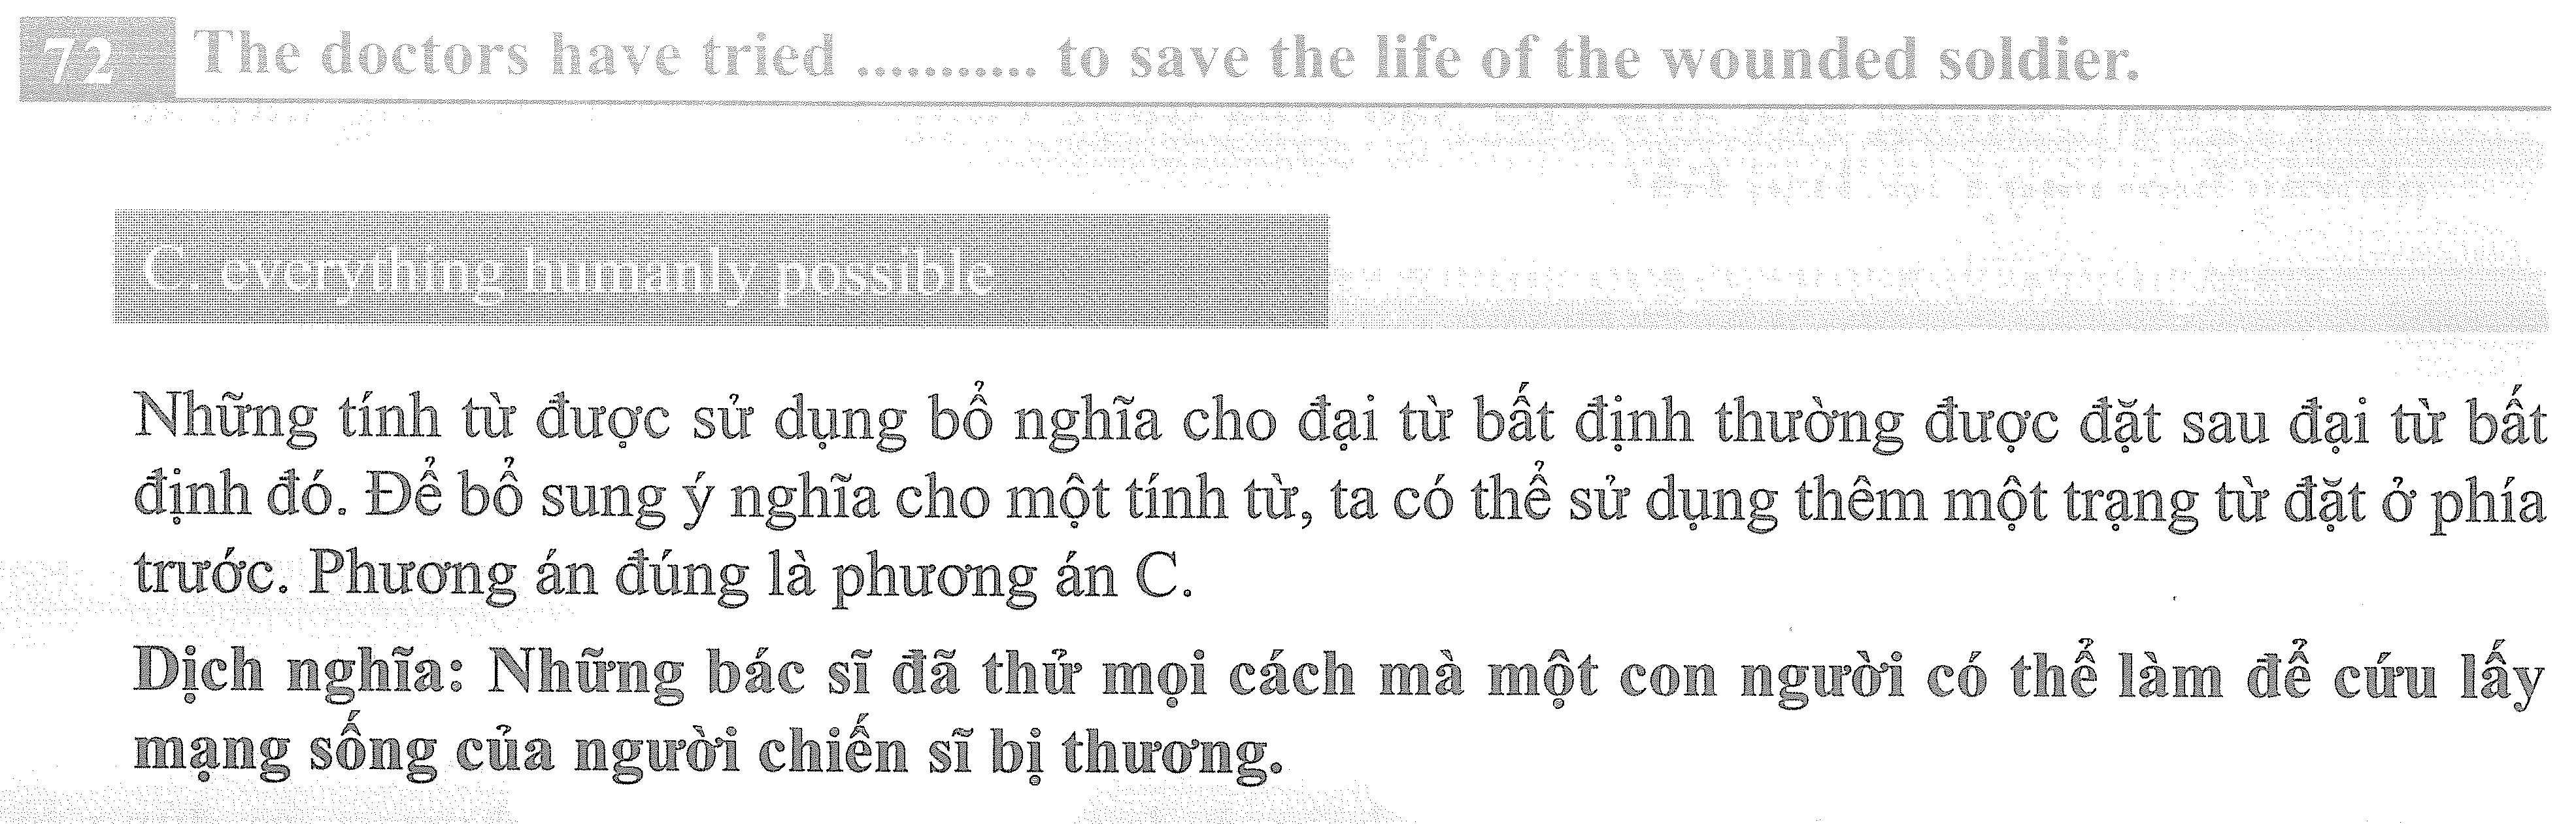 72 The doctors have tried ........... to save the life of the wounded soldier.
C. everything humanly possible
Những tính từ được sử dụng bổ nghĩa cho đại từ bất định thường được đặt sau đại từ bất
định đó. Để bổ sung ý nghĩa cho một tính từ, ta có thể sử dụng thêm một trạng từ đặt ở phía
trước. Phương án đúng là phương án C.
Dịch nghĩa: Những bác sĩ đã thử mọi cách mà một con người có thể làm để cứu lấy
mạng sống của người chiến sĩ bị thương.